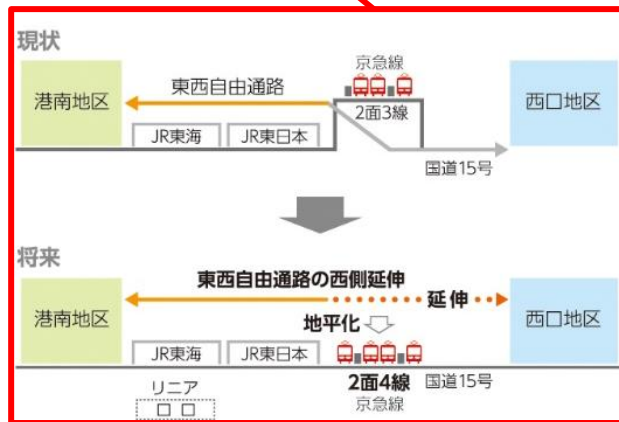 現状
京急線
東西自由通路
港南地区
2面3線
西口地区
JR東海
JR東日本
国道15号
将来
東西自由通路の西側延伸
延伸
港南地区
地平化
西口地区
JR東海
JR東日本
リニア
2面4線
国道15号
京急線